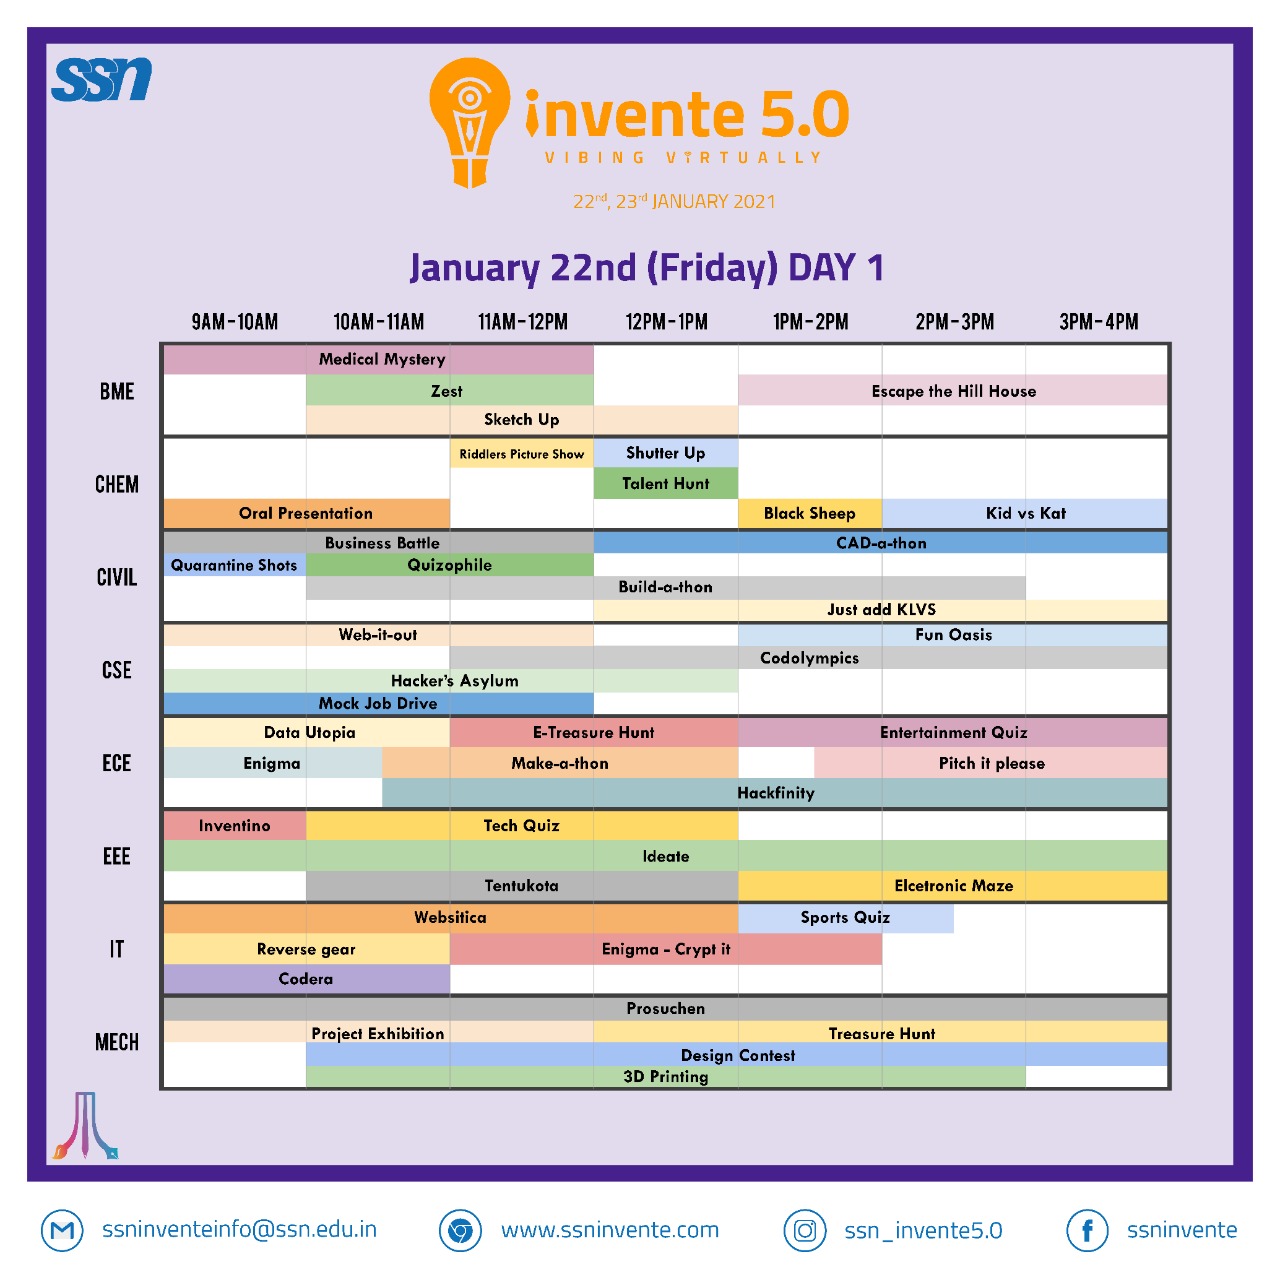 ssn
invente 5.0
VIBING VIRTUALLY
22nd, 23rd JANUARY 2021
January 22nd (Friday) DAY 1
9AM-10AM 10AM-11AM 11AM-12PM 12PM-1PM 1PM-2PM 2PM-3PM 3PM-4PM
BME
Medical Mystery
Zest Escape the Hill House
Sketch Up
CHEM
Riddlers Picture Show Shutter Up
Talent Hunt
Oral Presentation Black Sheep Kid vs Kat
CIVIL
Business Battle CAD-a-thon
Quarantine Shots Quizophile
Build-a-thon
Just add KLVS
CSE
Web-it-out Fun Oasis
Codolympics
Hacker's Asylum
Mock Job Drive
ECE
Data Utopia E-Treasure Hunt Entertainment Quiz
Enigma Make-a-thon Pitch it please
Hackfinity
EEE
Inventino Tech Quiz
Ideate
Tentukota Elcetronic Maze
IT
Websitica Sports Quiz
Reverse gear Enigma - Crypt it
Codera
MECH
Prosuchen
Project Exhibition Treasure Hunt
Design Contest
3D Printing
ssninventeinfo@ssn.edu.in www.ssninvente.com ssn_invente5.0 ssninvente